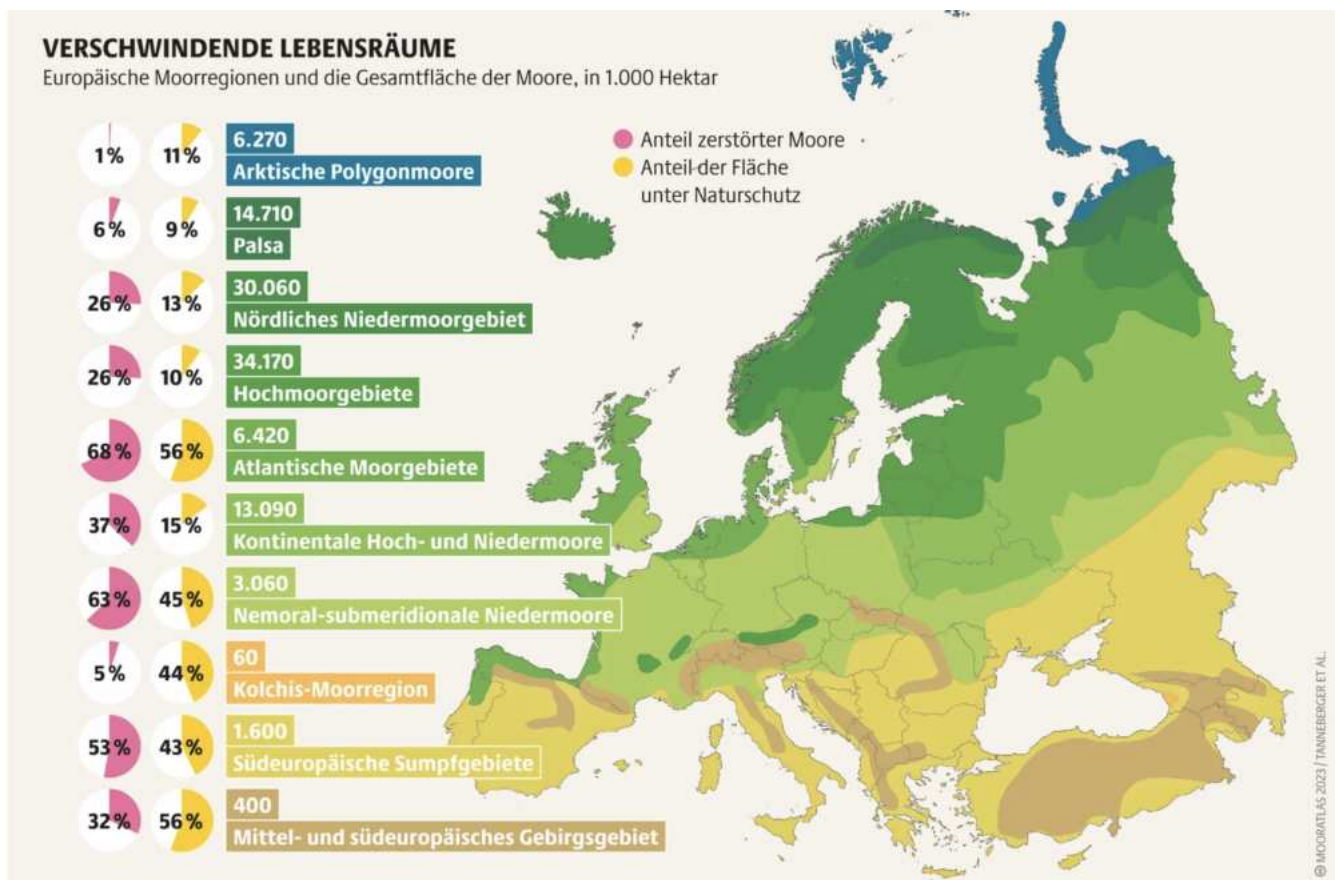 VERSCHWINDENDE LEBENSRÄUME
Europäische Moorregionen und die Gesamtfläche der Moore, in 1.000 Hektar
Anteil zerstörter Moore
Anteil der Fläche
unter Naturschutz
1 % 11 % 6.270
Arktische Polygonmoore
6 % 9 % 14.710
Palsa
26 % 13 % 30.060
Nördliches Niedermoorgebiet
26 % 10 % 34.170
Hochmoorgebiete
68 % 56 % 6.420
Atlantische Moorgebiete
37 % 15 % 13.090
Kontinentale Hoch- und Niedermoore
63 % 45 % 3.060
Nemoral-submeridionale Niedermoore
5 % 44 % 60
Kolchis-Moorregion
53 % 43 % 1.600
Südeuropäische Sumpfgebiete
32 % 56 % 400
Mittel- und südeuropäisches Gebirgsgebiet
MOORATLAS 2023 / TANNEBERGER ET AL.